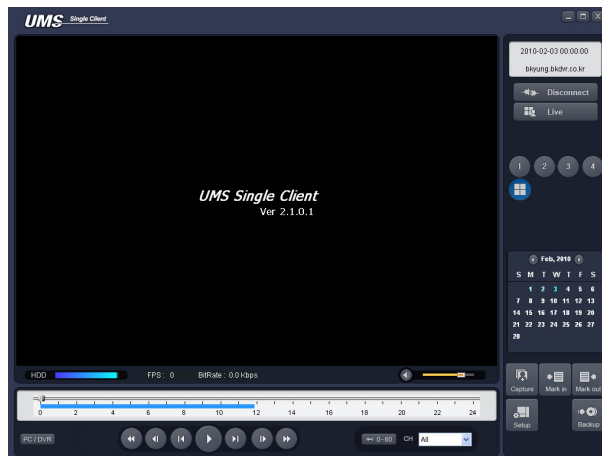 UMS Single Client
2010-02-03 00:00:00
bkyung.bkdvr.co.kr
Disconnect
Live
1 2 3 4
UMS Single Client
Ver 2.1.0.1
Feb, 2010
S M T W T F S
1 2 3 4 5 6
7 8 9 10 11 12 13
14 15 16 17 18 19 20
21 22 23 24 25 26 27
28
HDD FPS : 0 BitRate : 0.0 Kbps
Capture Mark in Mark out
0 2 4 6 8 10 12 14 16 18 20 22 24
Setup Backup
PC / DVR 0 - 60 CH All